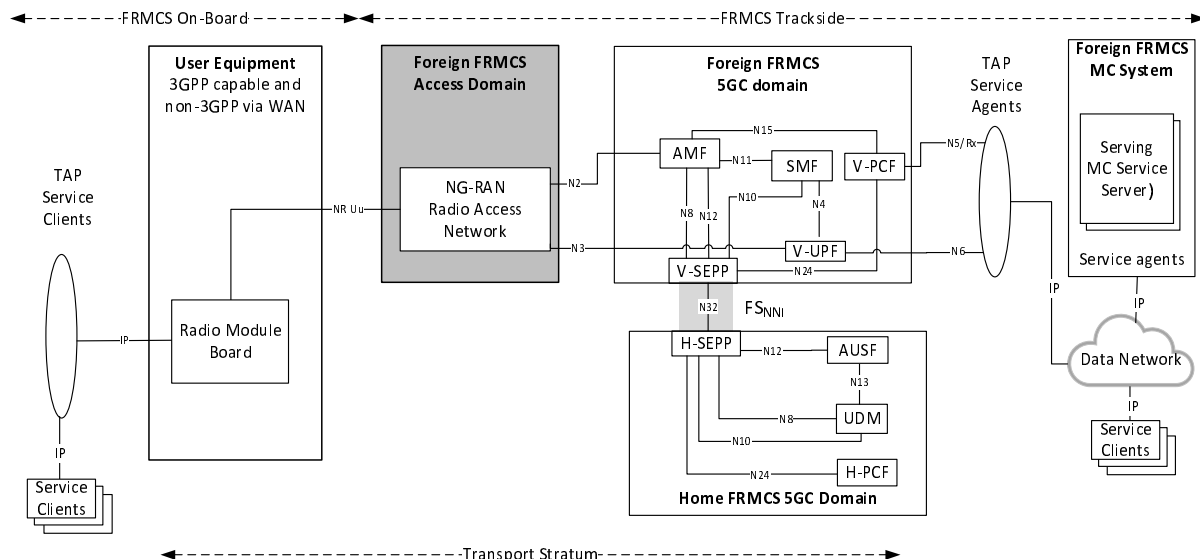 FRMCS On-Board
FRMCS Trackside
User Equipment
3GPP capable and
non-3GPP via WAN
Foreign FRMCS
Access Domain
Foreign FRMCS
5GC domain
TAP
Service
Agents
Foreign FRMCS
MC System
Serving
MC Service
Server)
Service agents
TAP
Service
Clients
NR Uu
NG-RAN
Radio Access
Network
N2
N3
AMF
N15
N11
SMF
V-PCF
N5/Rx
N8
N12
N10
N4
V-UPF
N6
V-SEPP
N24
N32
FSNNI
IP
Radio Module
Board
IP
IP
Data Network
IP
Service
Clients
H-SEPP
N12
AUSF
N13
N8
UDM
N10
N24
H-PCF
Home FRMCS 5GC Domain
IP
Service
Clients
Transport Stratum